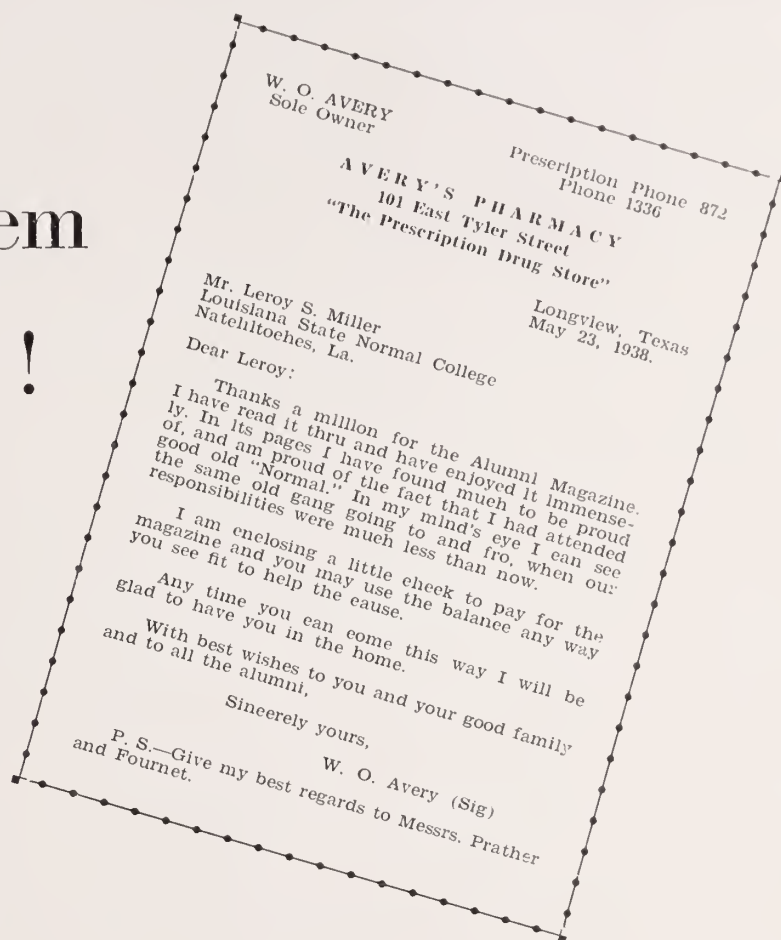 em
!
W. O. AVERY
Sole Owner
Prescription Phone 872
Phone 1336
AVERY'S PHARMACY
101 East Tyler Street
"The Prescription Drug Store"
Longview, Texas
May 23, 1938.
Mr. Leroy S. Miller
Louisiana State Normal College
Natchitoches, La.
Dear Leroy:
Thanks a million for the Alumni Magazine.
I have read it thru and have enjoyed it immense-
ly. In its pages I have found much to be proud
of, and am proud of the fact that I had attended
good old "Normal." In my mind's eye I can see
the same old gang going to and fro, when our
responsibilities were much less than now.
I am enclosing a little check to pay for the
magazine and you may use the balance any way
you see fit to help the cause.
Any time you can come this way I will be
glad to have you in the home.
With best wishes to you and your good family
and to all the alumni,
Sincerely yours,
W. O. Avery (Sig)
P. S.—Give my best regards to Messrs. Prather
and Fournet.